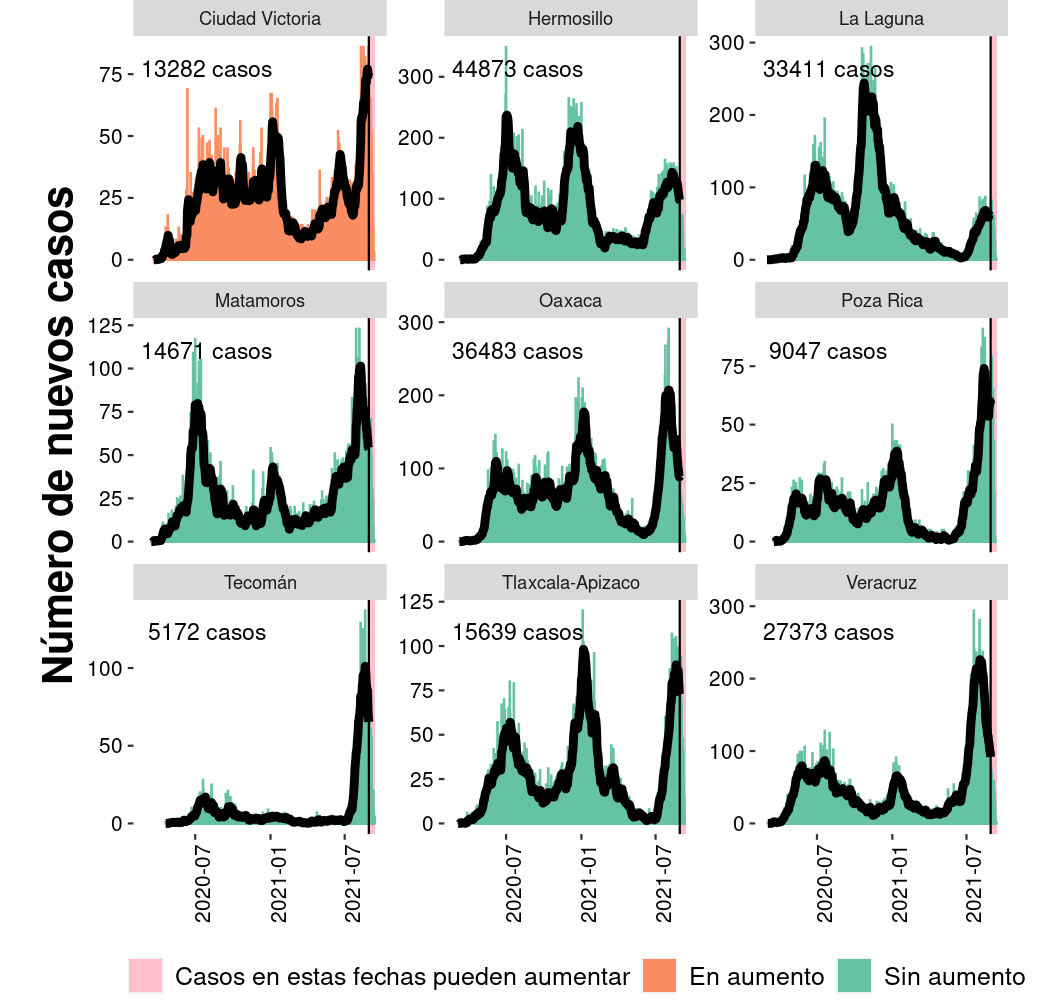 Número de nuevos casos
Ciudad Victoria
13282 casos
75
50
25
0
Hermosillo
44873 casos
300
200
100
0
La Laguna
33411 casos
300
200
100
0
Matamoros
14671 casos
125
100
75
50
25
0
Oaxaca
36483 casos
300
200
100
0
Poza Rica
9047 casos
75
50
25
0
Tecomán
5172 casos
100
50
0
2020-07
2021-01
2021-07
Tlaxcala-Apizaco
15639 casos
125
100
75
50
25
0
2020-07
2021-01
2021-07
Veracruz
27373 casos
300
200
100
0
2020-07
2021-01
2021-07
Casos en estas fechas pueden aumentar En aumento Sin aumento